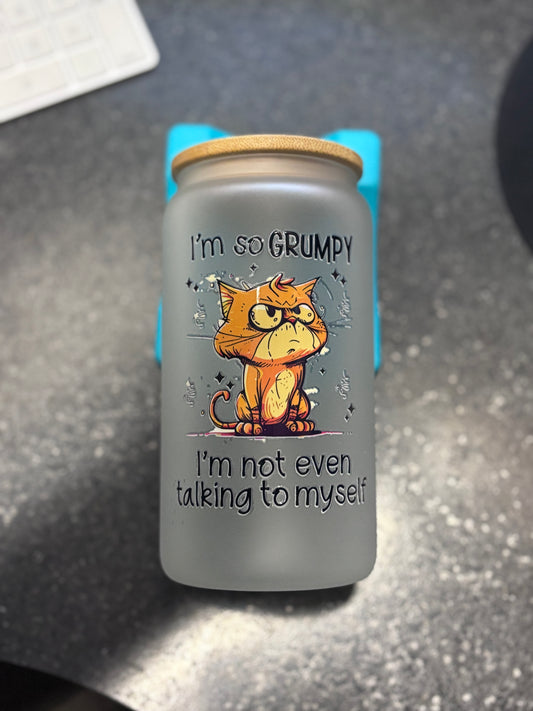 I'm so GRUMPY
I'm not even
talking to myself